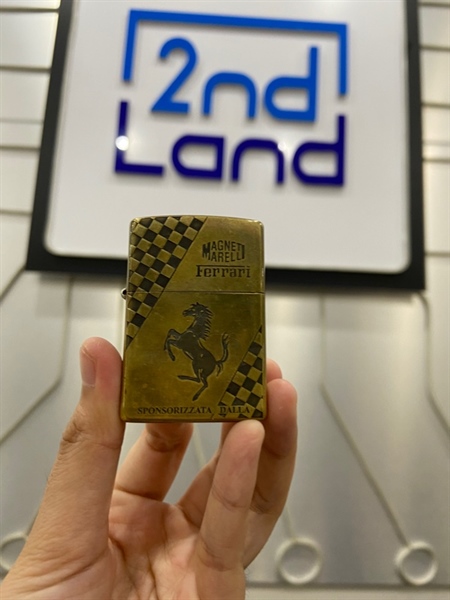 2nd
Land
MAGNETI
MARELLI
Ferrari
SPONSORIZZATA DALLA